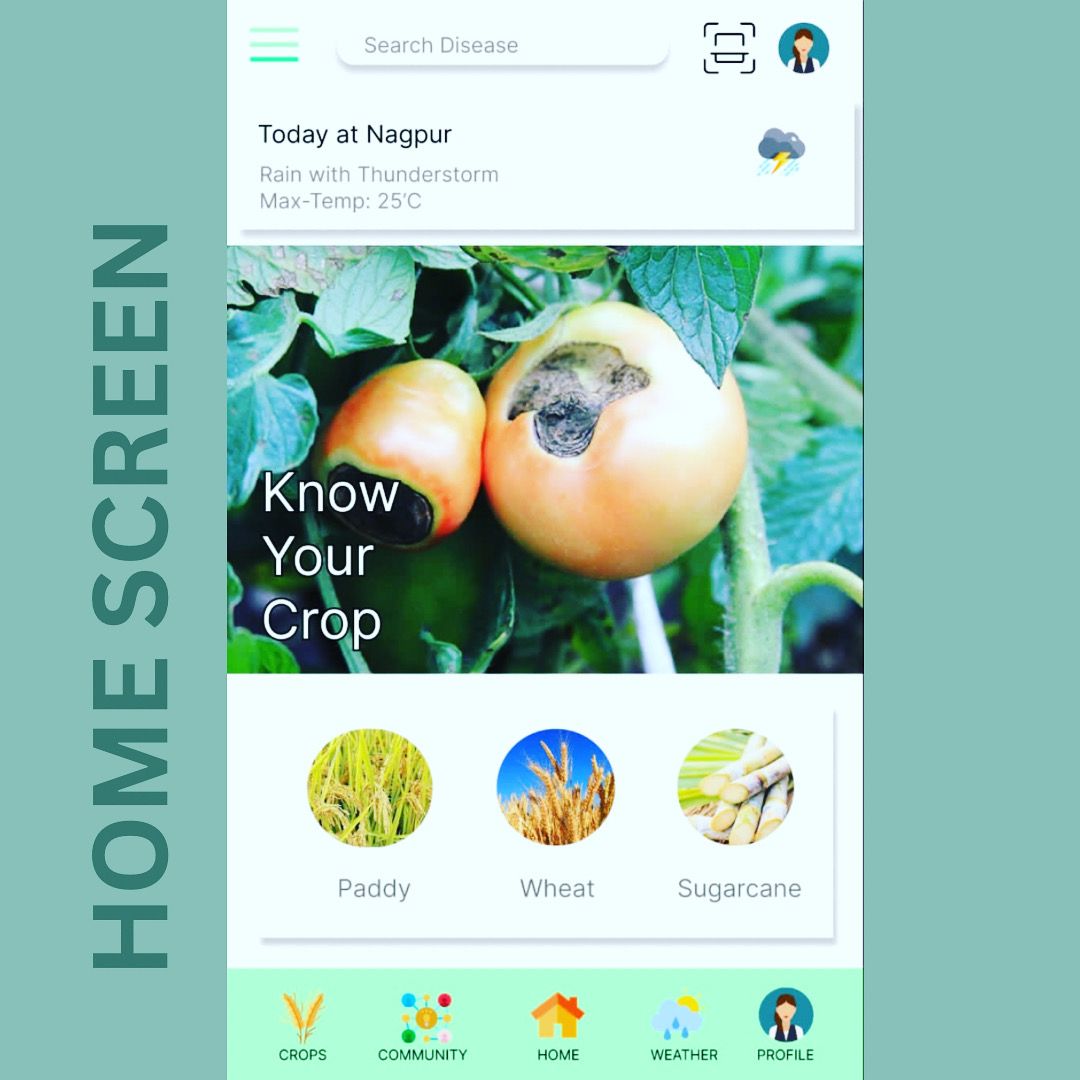 HOME SCREEN
Search Disease
Today at Nagpur
Rain with Thunderstorm
Max-Temp: 25'C
Know
Your
Crop
Paddy
Wheat
Sugarcane
CROPS
COMMUNITY
HOME
WEATHER
PROFILE